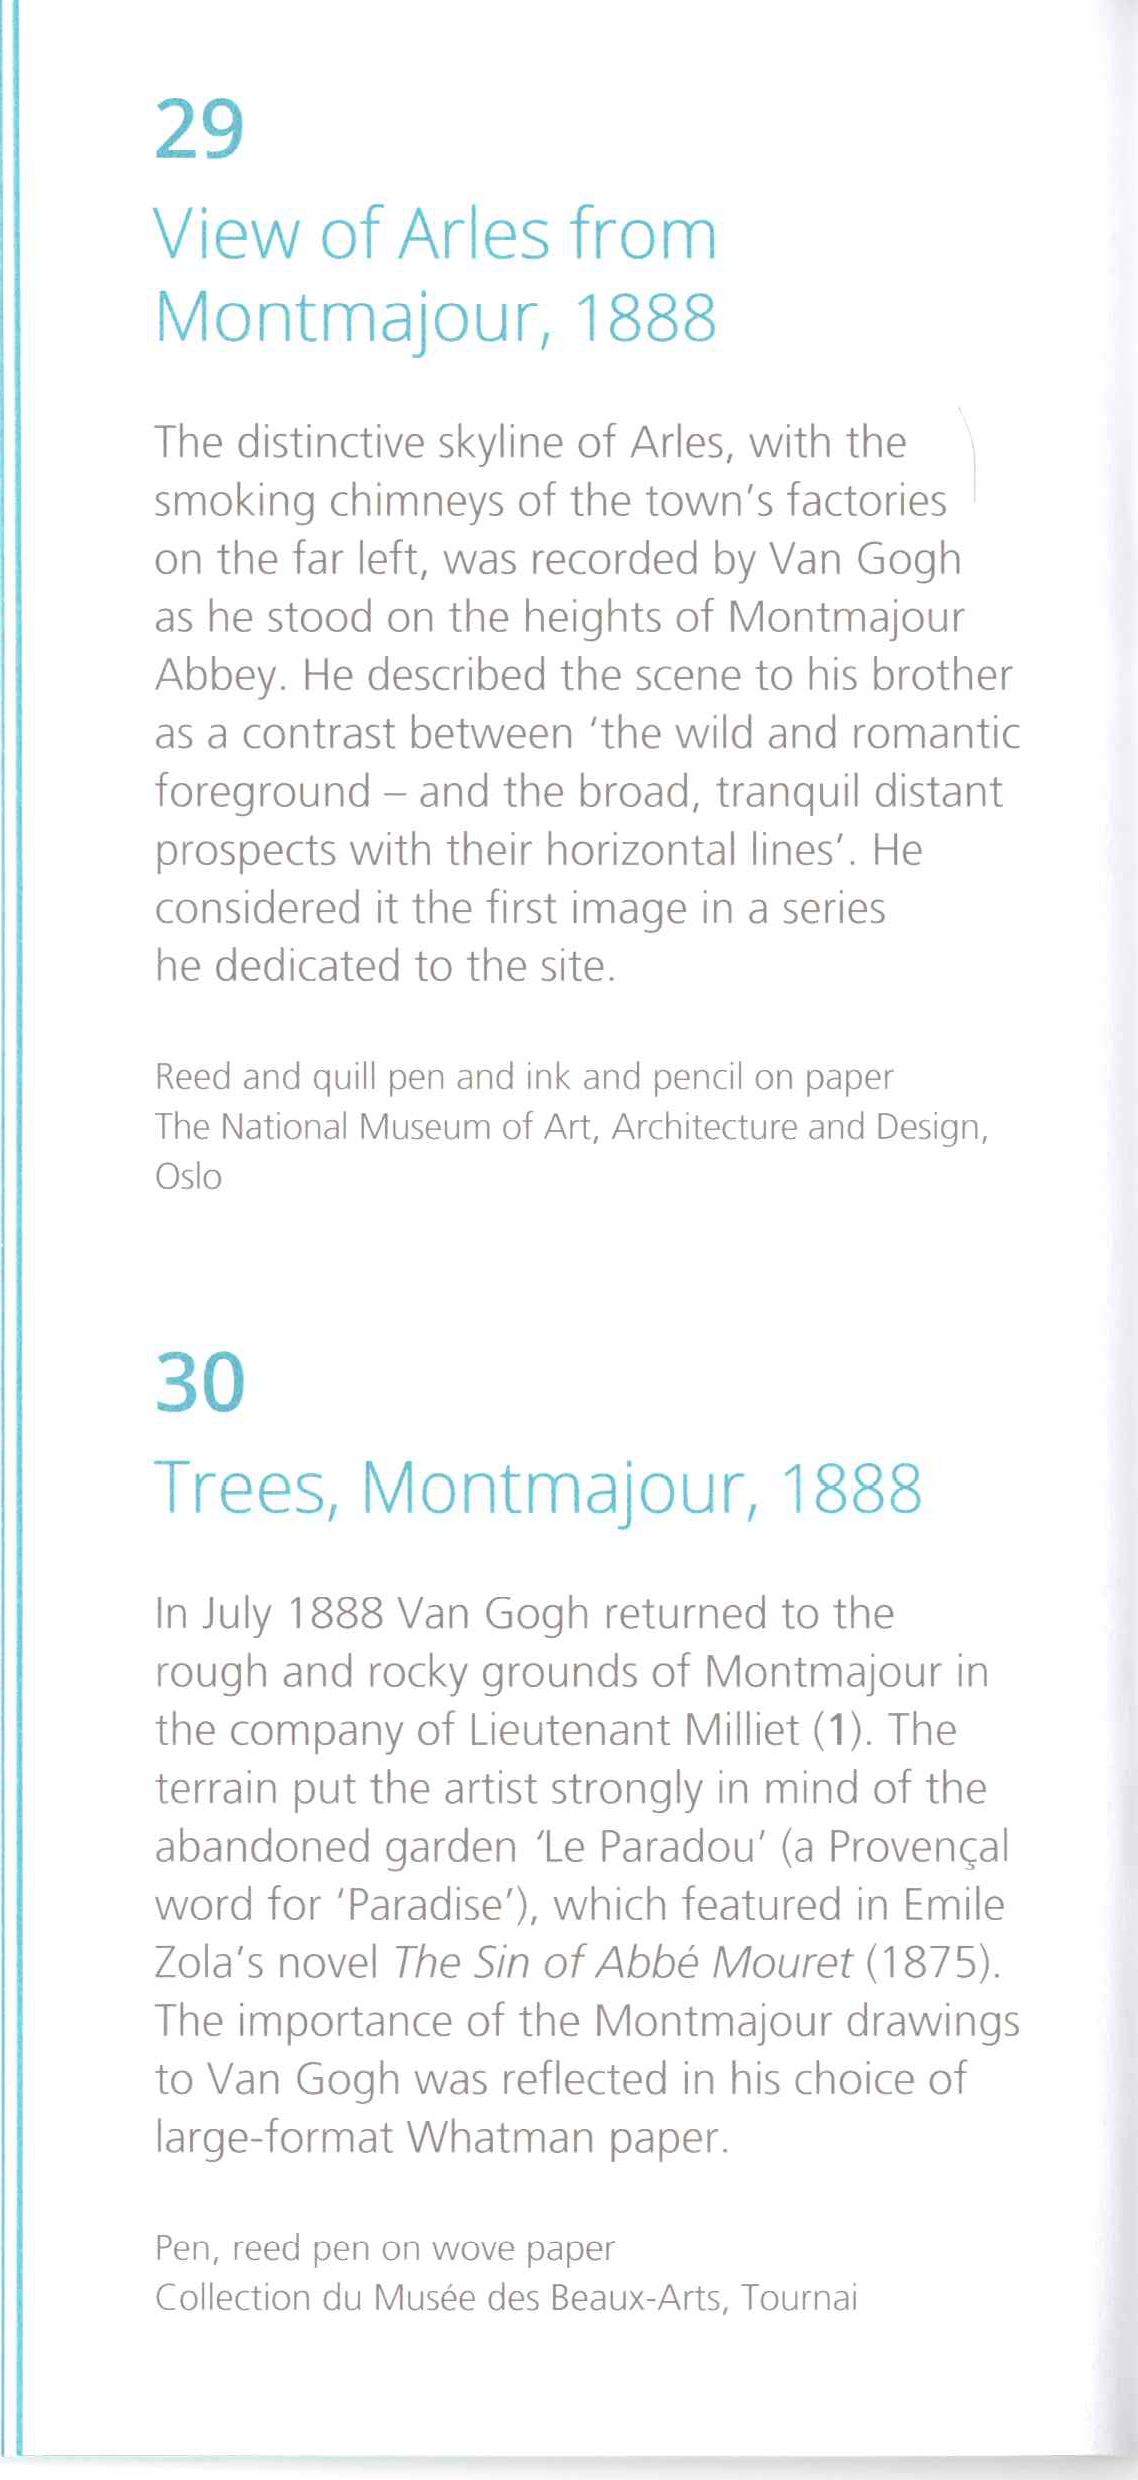 29
View of Arles from
Montmajour, 1888
The distinctive skyline of Arles, with the
smoking chimneys of the town’s factories
on the far left, was recorded by Van Gogh
as he stood on the heights of Montmajour
Abbey. He described the scene to his brother
as a contrast between ‘the wild and romantic
foreground – and the broad, tranquil distant
prospects with their horizontal lines’. He
considered it the first image in a series
he dedicated to the site.
Reed and quill pen and ink and pencil on paper
The National Museum of Art, Architecture and Design,
Oslo
30
Trees, Montmajour, 1888
In July 1888 Van Gogh returned to the
rough and rocky grounds of Montmajour in
the company of Lieutenant Milliet (1). The
terrain put the artist strongly in mind of the
abandoned garden ‘Le Paradou’ (a Provençal
word for ‘Paradise’), which featured in Emile
Zola’s novel The Sin of Abbé Mouret (1875).
The importance of the Montmajour drawings
to Van Gogh was reflected in his choice of
large-format Whatman paper.
Pen, reed pen on wove paper
Collection du Musée des Beaux-Arts, Tournai